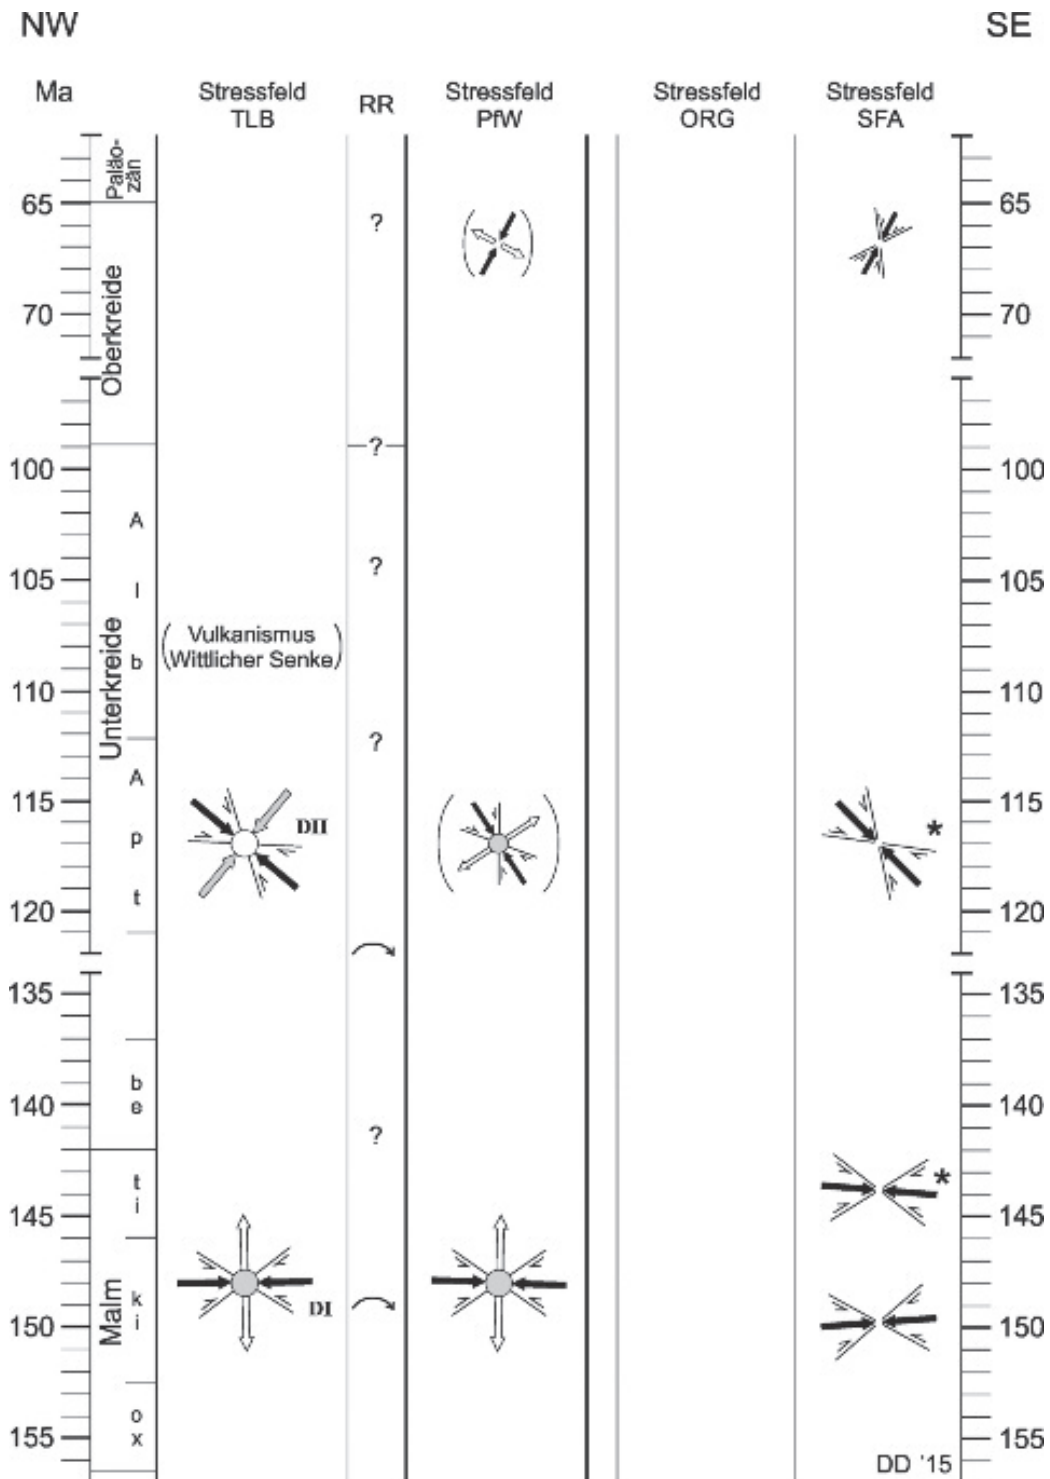 NW
SE
Ma
Stressfeld
TLB
RR
Stressfeld
PfW
Stressfeld
ORG
Stressfeld
SFA
Paläo-
zän
65
?
65
70
70
Oberkreide
?
100
100
A
l
b
?
105
105
(Vulkanismus
Wittlicher Senke)
110
110
Unterkreide
?
A
p
t
115
115
DII
*
120
120
135
135
b
e
140
140
?
t
i
*
145
145
Malm
k
i
DI
150
150
o
x
155
155
DD '15